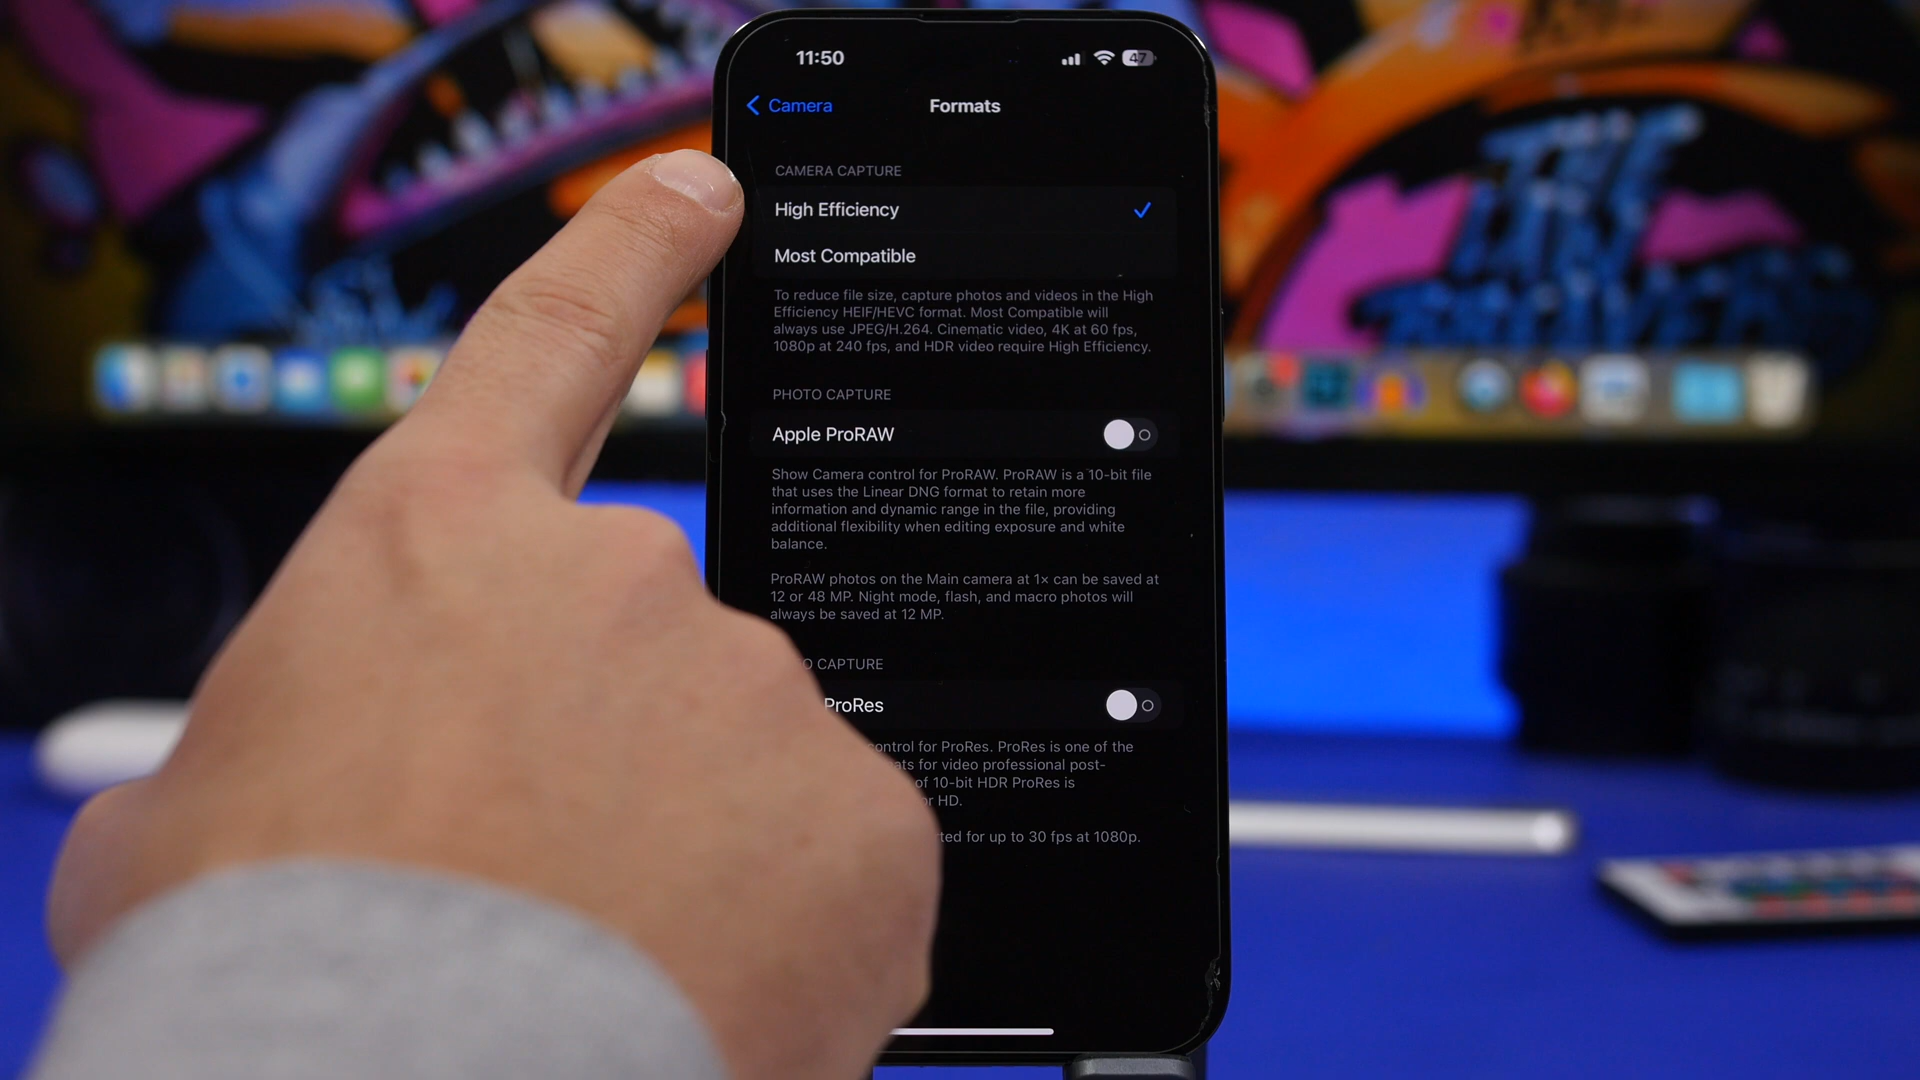 11:50
47
Camera
Formats
CAMERA CAPTURE
High Efficiency
Most Compatible
To reduce file size, capture photos and videos in the High
Efficiency HEIF/HEVC format. Most Compatible will
always use JPEG/H.264. Cinematic video, 4K at 60 fps,
1080p at 240 fps, and HDR video require High Efficiency.
PHOTO CAPTURE
Apple ProRAW
Show Camera control for ProRAW. ProRAW is a 10-bit file
that uses the Linear DNG format to retain more
information and dynamic range in the file, providing
additional flexibility when editing exposure and white
balance.
ProRAW photos on the Main camera at 1× can be saved at
12 or 48 MP. Night mode, flash, and macro photos will
always be saved at 12 MP.
CAPTURE
ProRes
control for ProRes. ProRes is one of the
for video professional post-
of 10-bit HDR ProRes is
or HD.
for up to 30 fps at 1080p.
THE